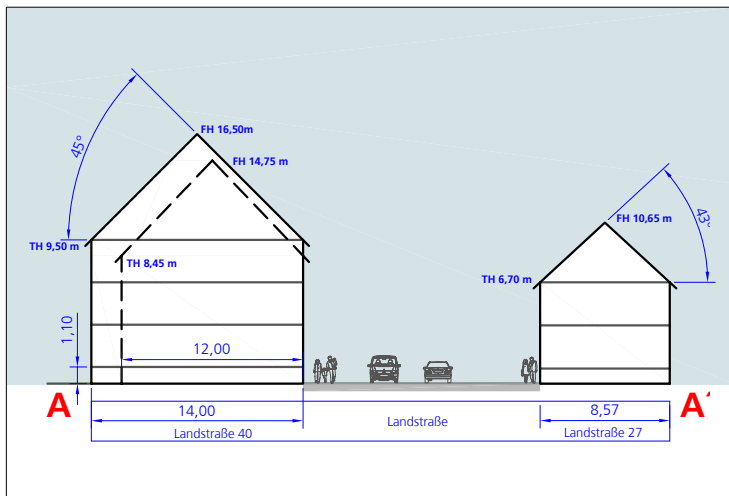 45°
FH 16,50m
FH 14,75 m
43°
FH 10,65 m
TH 9,50 m
TH 8,45 m
TH 6,70 m
1,10
12,00
A
14,00
Landstraße
8,57
A'
Landstraße 40
Landstraße 27